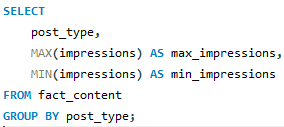 SELECT
post_type,
MAX(impressions) AS max_impressions,
MIN(impressions) AS min_impressions
FROM fact_content
GROUP BY post_type;